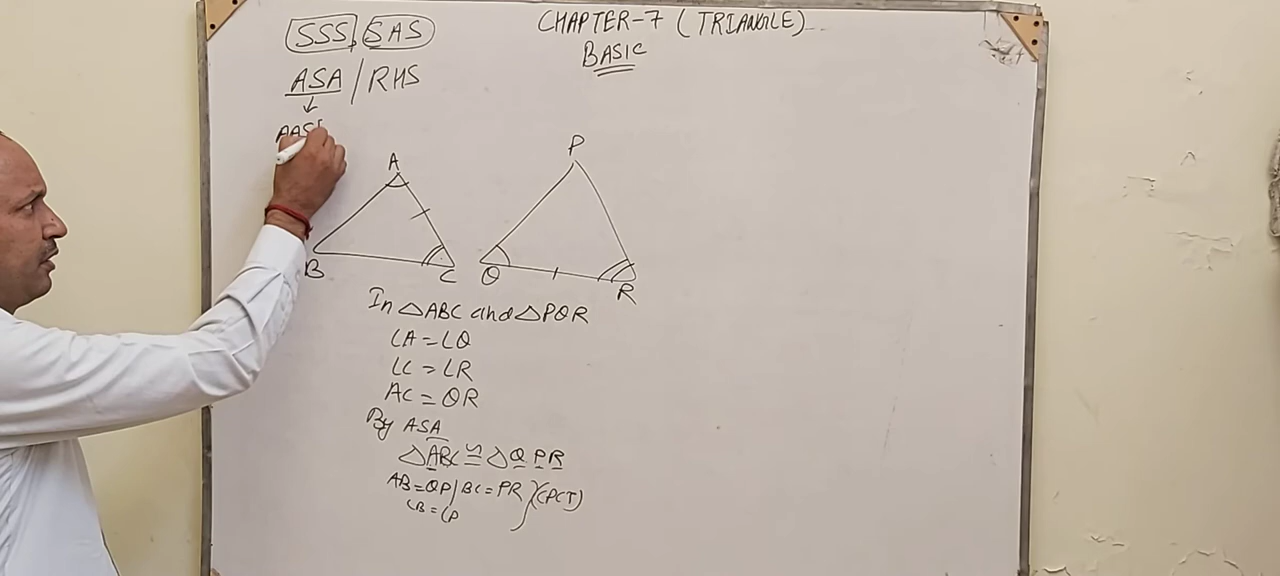 CHAPTER-7 (TRIANGLE)
BASIC
SSS, SAS
ASA / RHS
AAS
A
B
C
P
Q
R
In △ABC and △PQR
∠A = ∠Q
∠C = ∠R
AC = QR
By ASA
△ABC ≅ △QPR
AB = QP / BC = PR } (CPCT)
∠B = ∠P